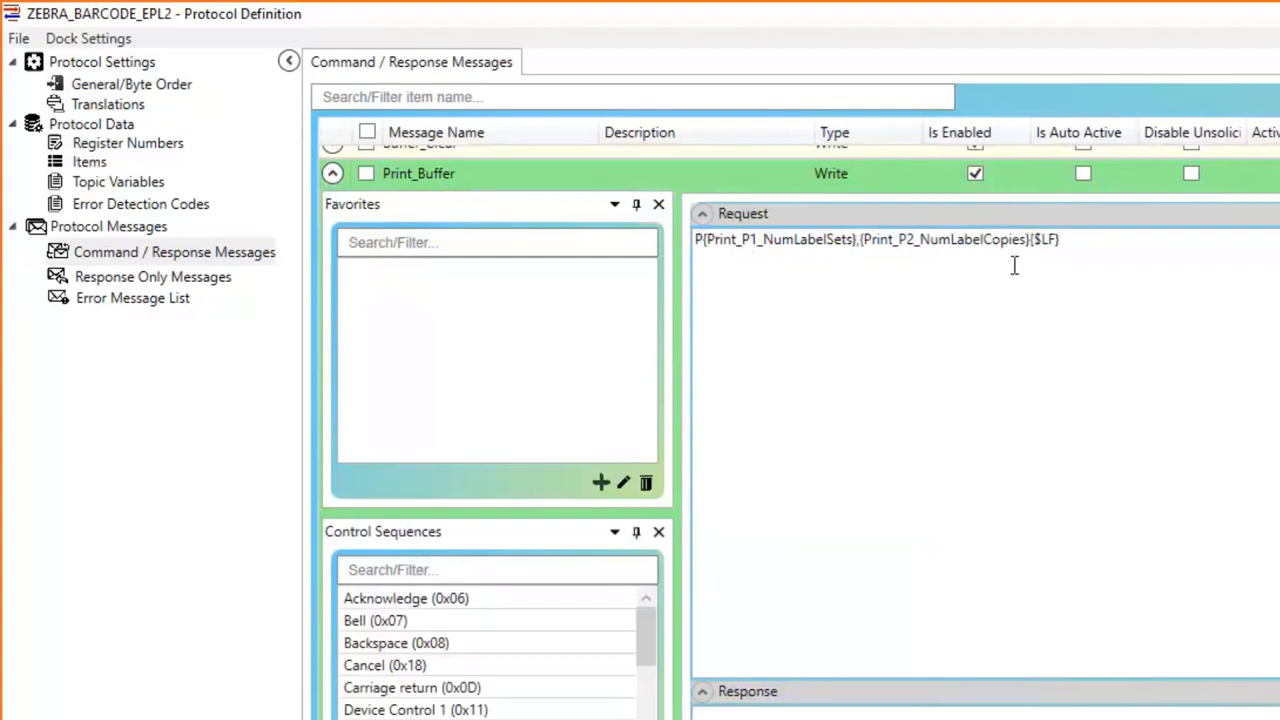 ZEBRA_BARCODE_EPL2 - Protocol Definition
File Dock Settings
Protocol Settings
General/Byte Order
Translations
Protocol Data
Register Numbers
Items
Topic Variables
Error Detection Codes
Protocol Messages
Command / Response Messages
Response Only Messages
Error Message List
Command / Response Messages
Search/Filter item name...
Message Name Description Type Is Enabled Is Auto Active Disable Unsolici Activ
Buffer_Clear Write
Print_Buffer Write
Favorites
Search/Filter...
Control Sequences
Search/Filter...
Acknowledge (0x06)
Bell (0x07)
Backspace (0x08)
Cancel (0x18)
Carriage return (0x0D)
Device Control 1 (0x11)
Request
P{Print_P1_NumLabelSets},{Print_P2_NumLabelCopies}{$LF}
Response